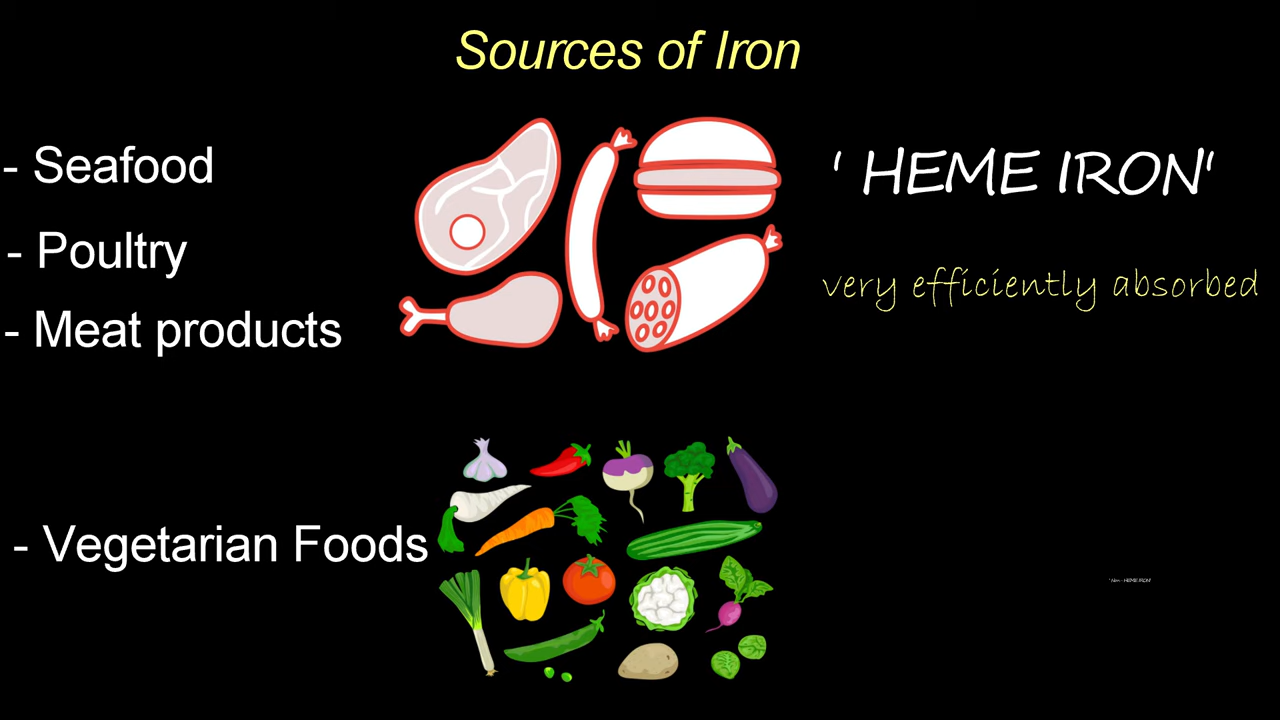 Sources of Iron
- Seafood
- Poultry
- Meat products
' HEME IRON'
very efficiently absorbed
- Vegetarian Foods